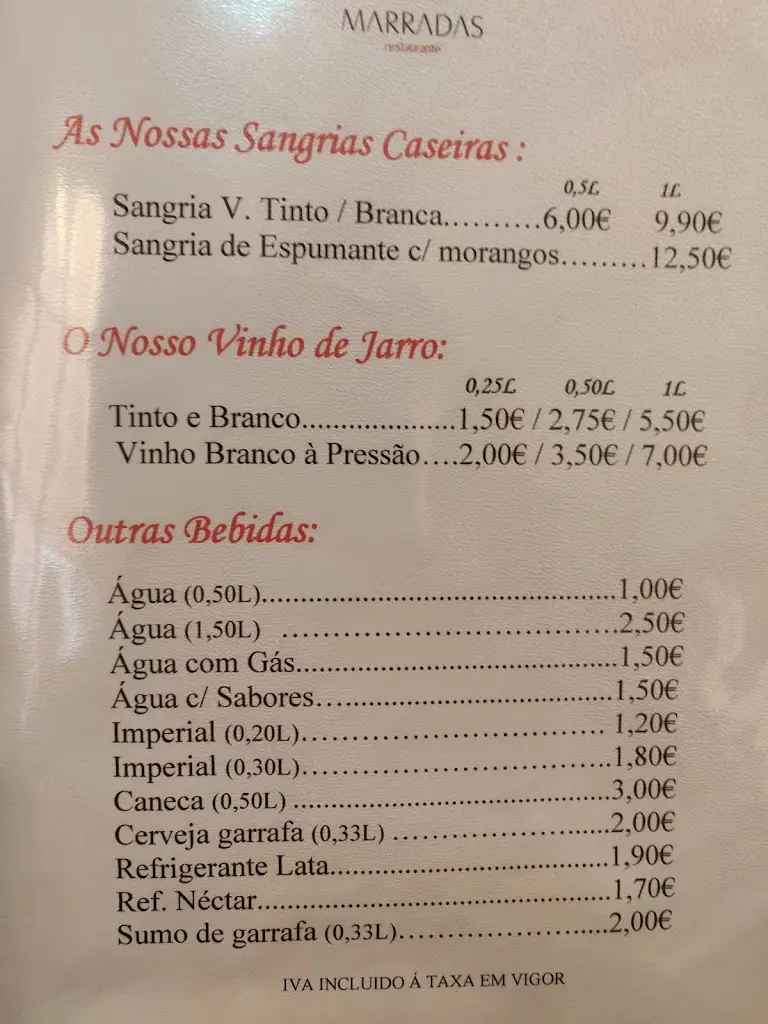 MARRADAS
restaurante
As Nossas Sangrias Caseiras :
0,5L 1L
Sangria V. Tinto / Branca..........6,00€ 9,90€
Sangria de Espumante c/ morangos.........12,50€
O Nosso Vinho de Jarro:
0,25L 0,50L 1L
Tinto e Branco......................1,50€ / 2,75€ / 5,50€
Vinho Branco à Pressão....2,00€ / 3,50€ / 7,00€
Outras Bebidas:
Água (0,50L)......................................................1,00€
Água (1,50L) ..........................................2,50€
Água com Gás................................................1,50€
Água c/ Sabores..............................................1,50€
Imperial (0,20L)...................................... 1,20€
Imperial (0,30L).......................................1,80€
Caneca (0,50L) ................................................3,00€
Cerveja garrafa (0,33L) ...........................2,00€
Refrigerante Lata..........................................1,90€
Ref. Néctar.....................................................1,70€
Sumo de garrafa (0,33L)..........................2,00€
IVA INCLUIDO Á TAXA EM VIGOR